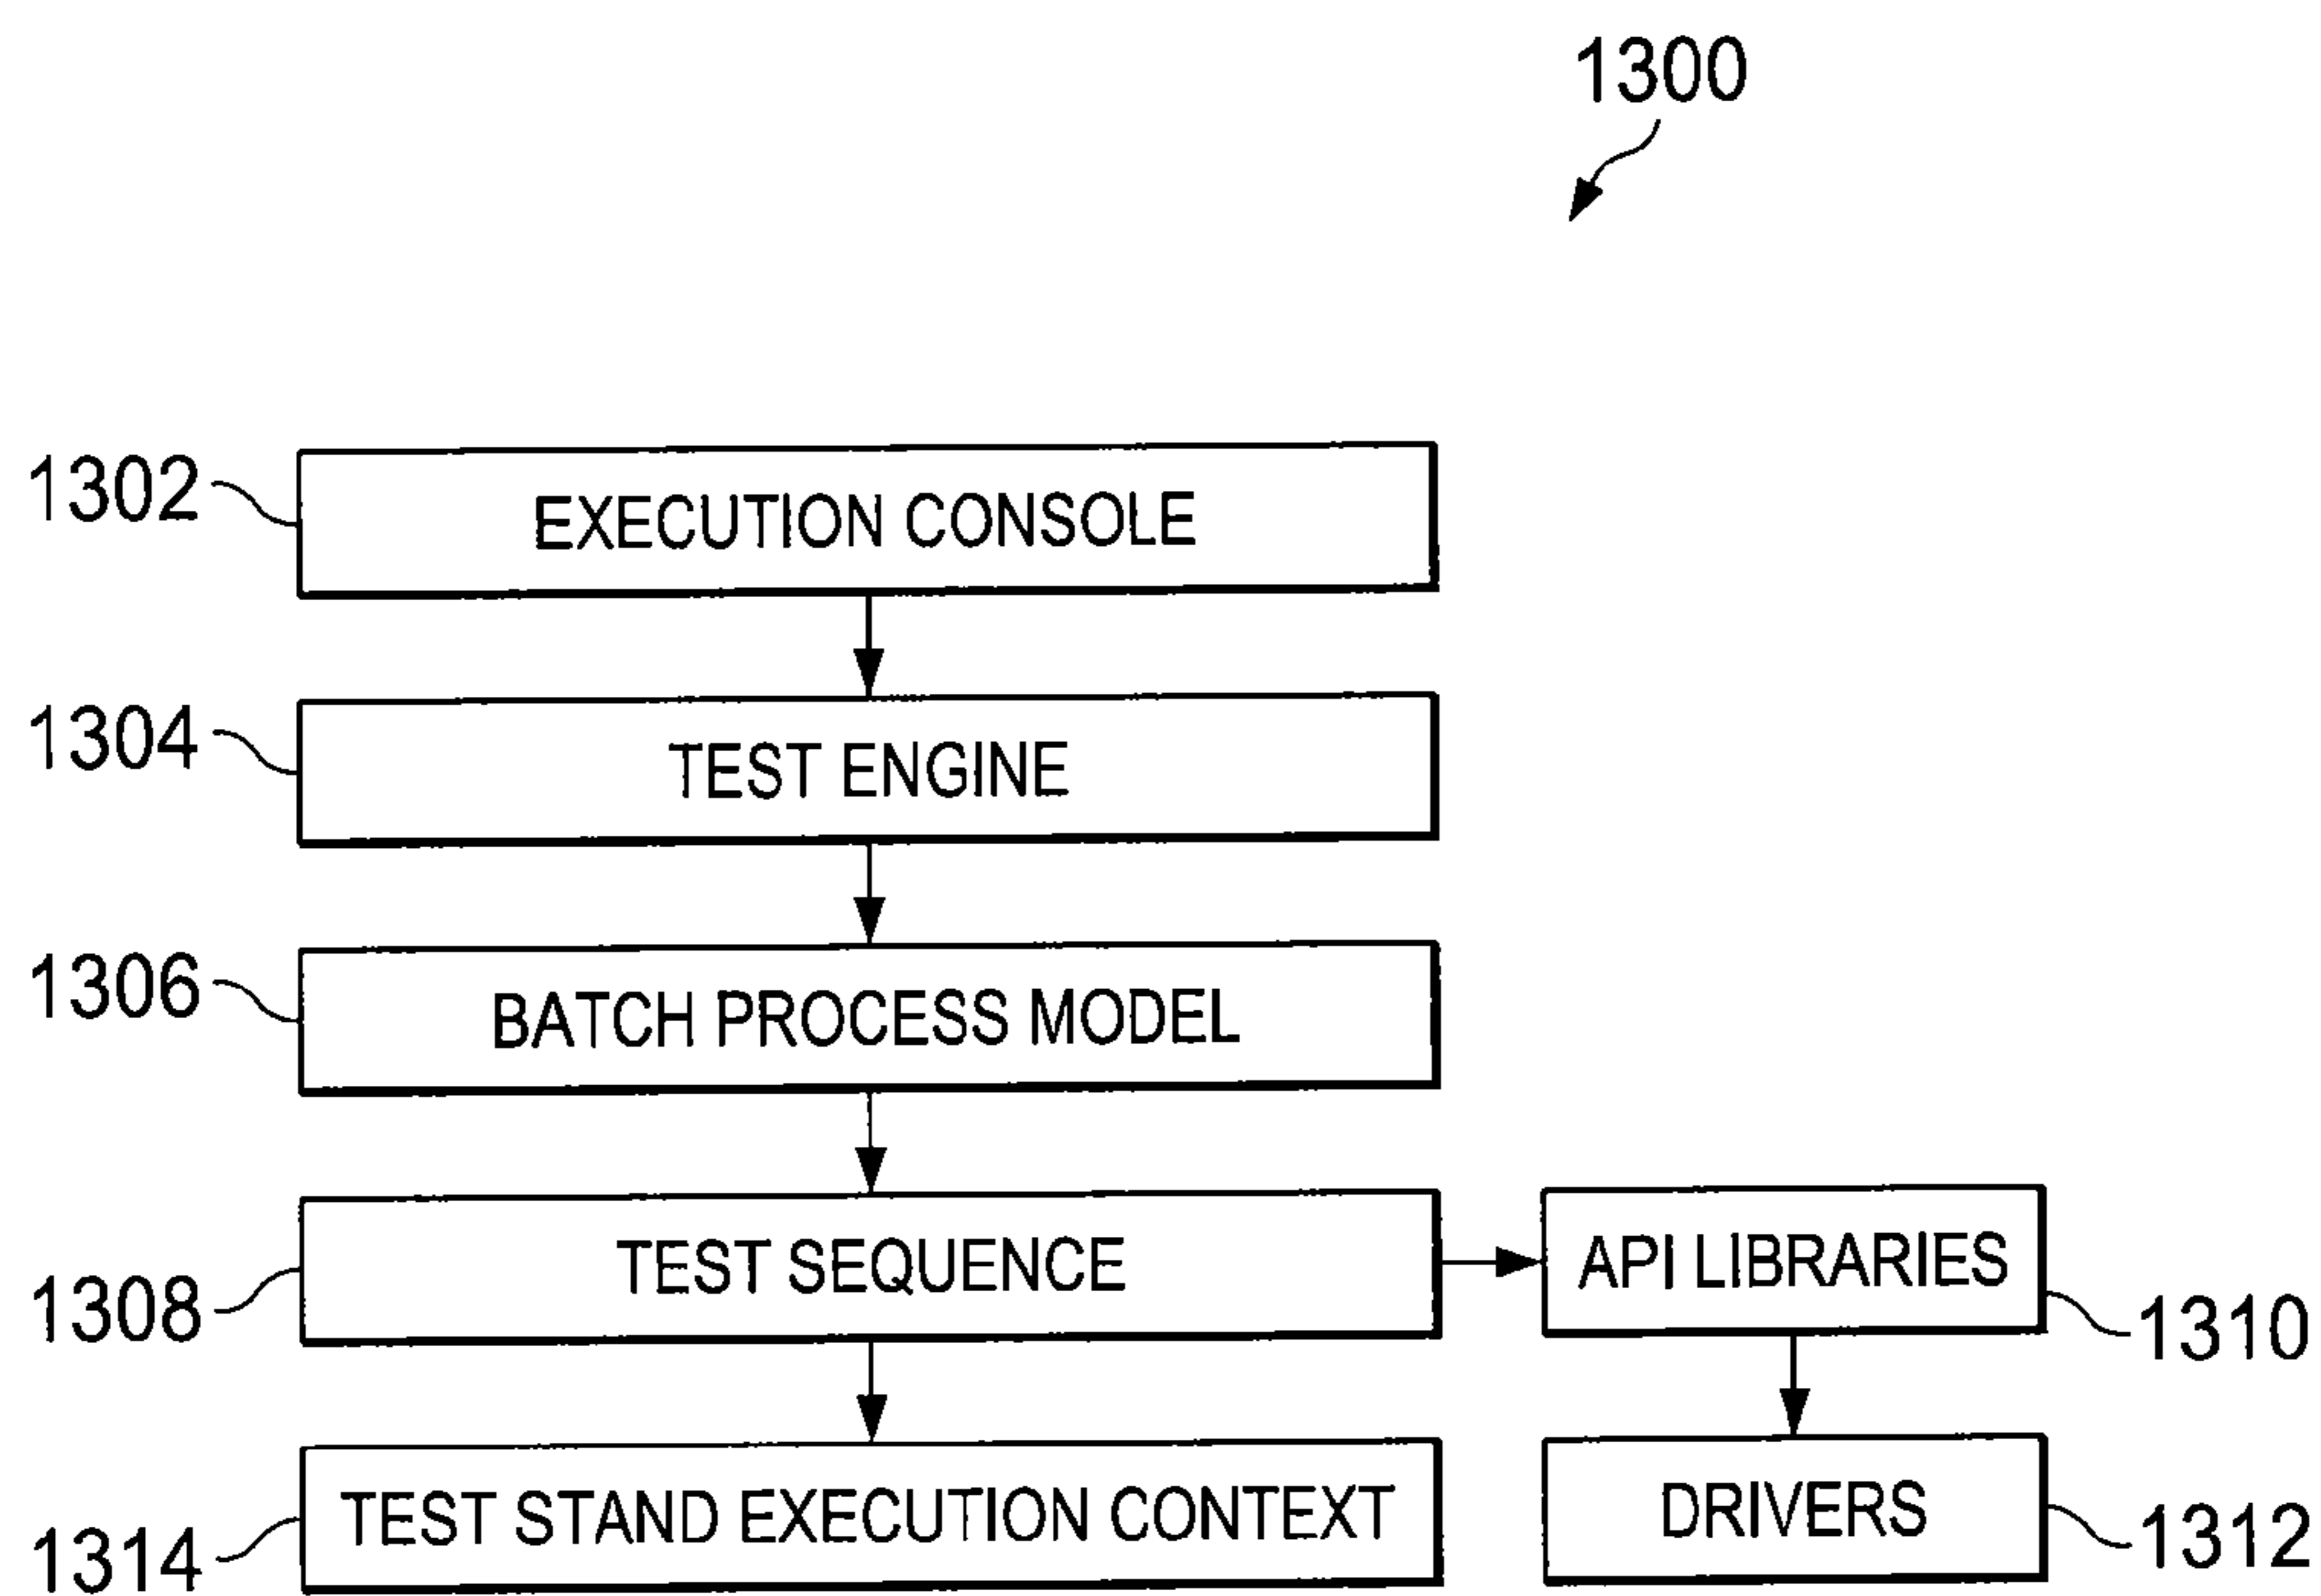 1300
1302
EXECUTION CONSOLE
1304
TEST ENGINE
1306
BATCH PROCESS MODEL
1308
TEST SEQUENCE
API LIBRARIES
1310
1314
TEST STAND EXECUTION CONTEXT
DRIVERS
1312